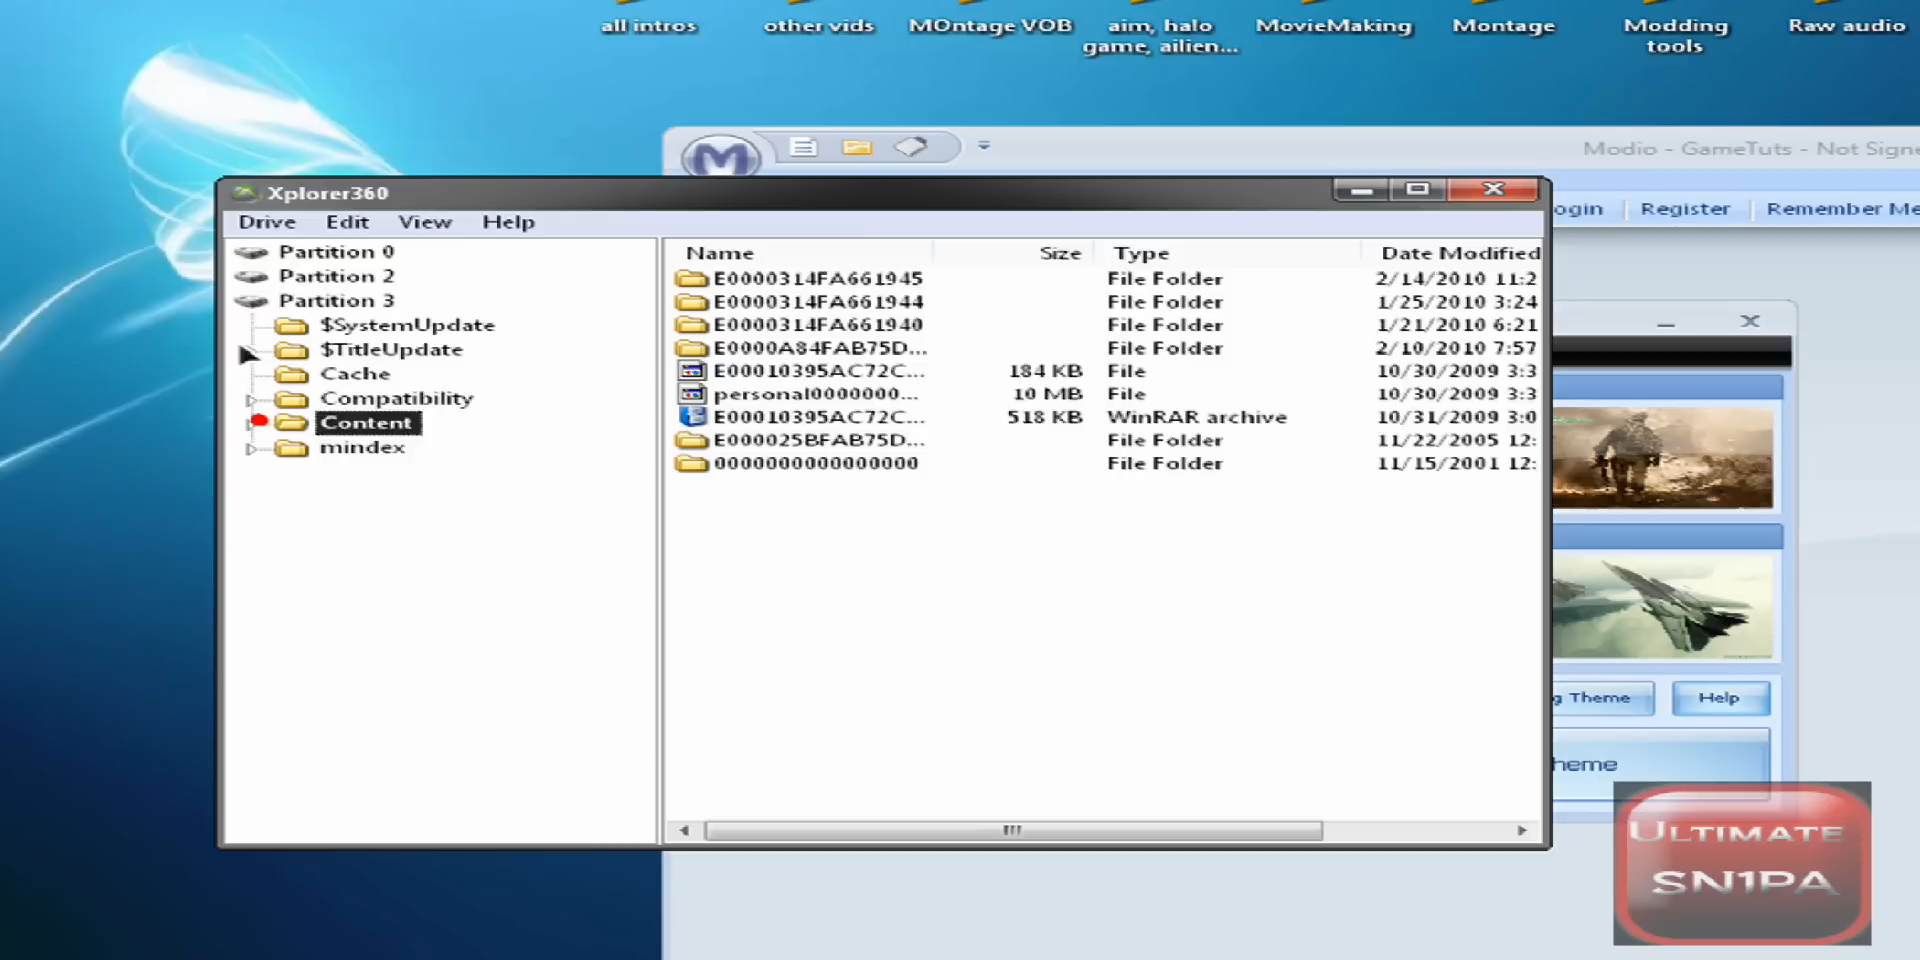 all intros
other vids
MOntage VOB
aim, halo
game, ailien...
MovieMaking
Montage
Modding
tools
Raw audio
Modio - GameTuts - Not Signe
ogin
Register
Remember Me
Xplorer360
Drive Edit View Help
Partition 0
Partition 2
Partition 3
$SystemUpdate
$TitleUpdate
Cache
Compatibility
Content
mindex
Name Size Type Date Modified
E0000314FA661945 File Folder 2/14/2010 11:2
E0000314FA661944 File Folder 1/25/2010 3:24
E0000314FA661940 File Folder 1/21/2010 6:21
E0000A84FAB75D... File Folder 2/10/2010 7:57
E00010395AC72C... 184 KB File 10/30/2009 3:3
personal0000000... 10 MB File 10/30/2009 3:3
E00010395AC72C... 518 KB WinRAR archive 10/31/2009 3:0
E000025BFAB75D... File Folder 11/22/2005 12:
0000000000000000 File Folder 11/15/2001 12:
g Theme
Help
heme
ULTIMATE
SN1PA